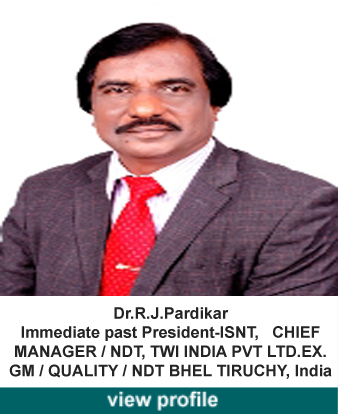 Dr.R.J.Pardikar
Immediate past President-ISNT, CHIEF
MANAGER / NDT, TWI INDIA PVT LTD.EX.
GM / QUALITY / NDT BHEL TIRUCHY, India
view profile